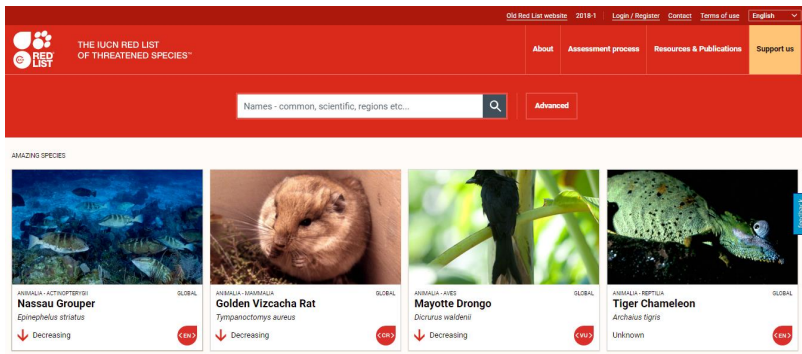 Old Red List website 2018-1 Login / Register Contact Terms of use English
RED LIST
THE IUCN RED LIST
OF THREATENED SPECIES™
About Assessment process Resources & Publications Support us
Names - common, scientific, regions etc...
Advanced
AMAZING SPECIES
ANIMALIA - ACTINOPTERYGII GLOBAL
Nassau Grouper
Epinephelus striatus
Decreasing <EN>
ANIMALIA - MAMMALIA GLOBAL
Golden Vizcacha Rat
Tympanoctomys aureus
Decreasing <CR>
ANIMALIA - AVES GLOBAL
Mayotte Drongo
Dicrurus waldenii
Decreasing <VU>
ANIMALIA - REPTILIA GLOBAL
Tiger Chameleon
Archaius tigris
Unknown <EN>